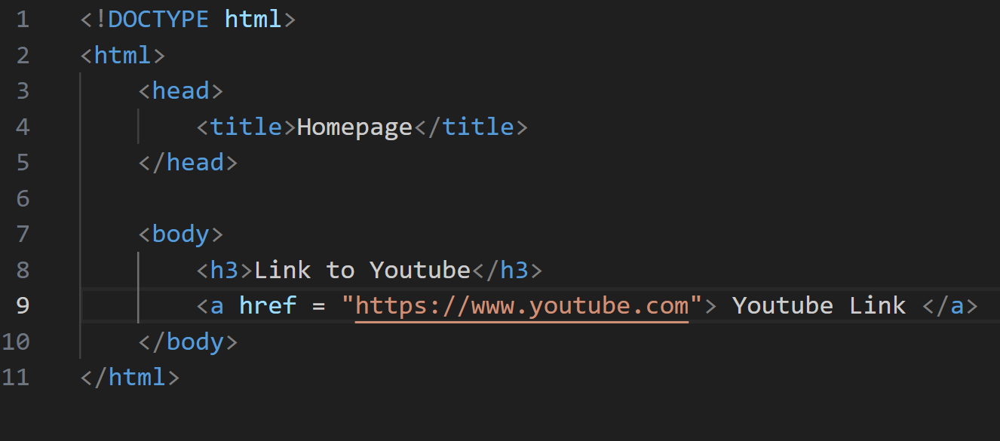 1 <!DOCTYPE html>
2 <html>
3     <head>
4         <title>Homepage</title>
5     </head>
6
7     <body>
8         <h3>Link to Youtube</h3>
9         <a href = "https://www.youtube.com"> Youtube Link </a>
10     </body>
11 </html>